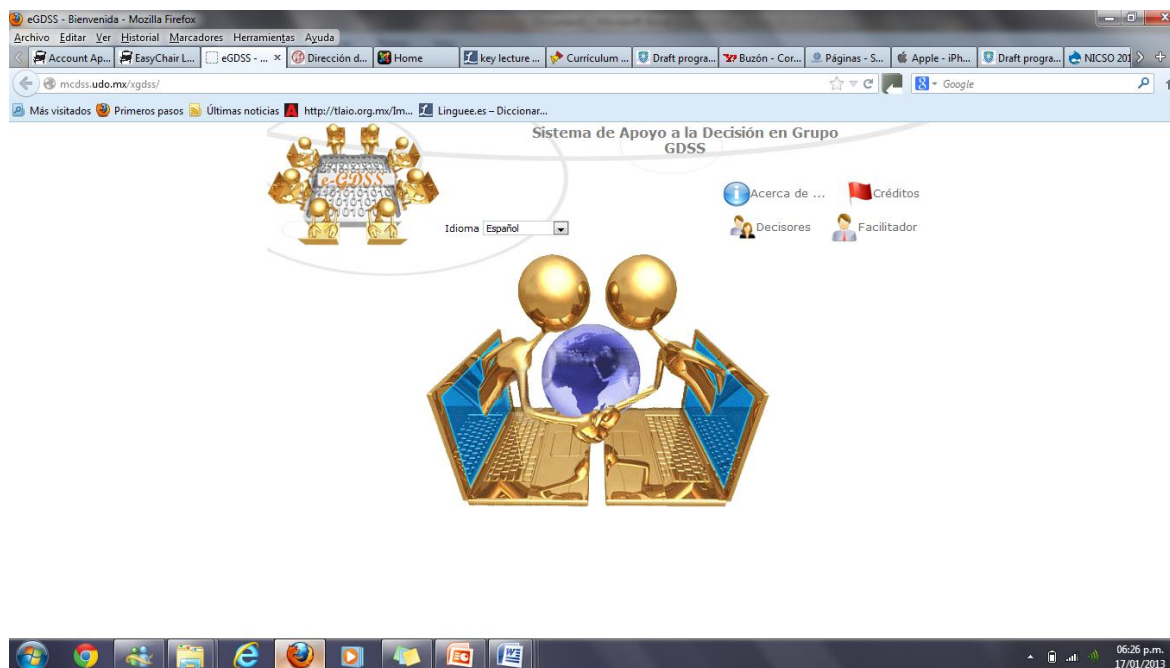 eGDSS - Bienvenida - Mozilla Firefox
Archivo Editar Ver Historial Marcadores Herramientas Ayuda
Account Ap... EasyChair L... eGDSS - ... × Dirección d... Home key lecture ... Currículum ... Draft progra... Buzón - Cor... Páginas - S... Apple - iPh... Draft progra... NICSO 201
mcdss.udo.mx/xgdss/ Google
Más visitados Primeros pasos Últimas noticias http://tlaio.org.mx/Im... Linguee.es – Diccionar...
Sistema de Apoyo a la Decisión en Grupo
GDSS
e-GDSS
Acerca de ... Créditos
Idioma Español Decisores Facilitador
06:26 p.m.
17/01/2013